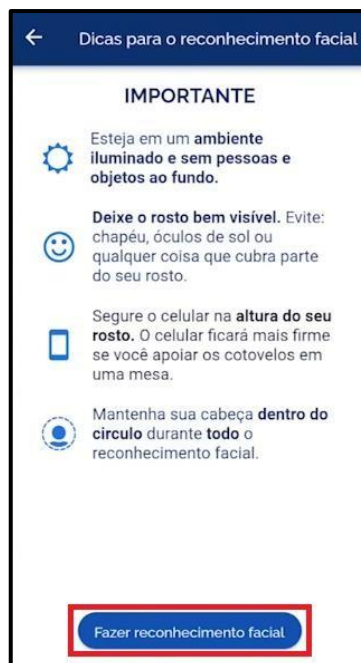 Dicas para o reconhecimento facial
IMPORTANTE
Esteja em um ambiente
iluminado e sem pessoas e
objetos ao fundo.
Deixe o rosto bem visível. Evite:
chapéu, óculos de sol ou
qualquer coisa que cubra parte
do seu rosto.
Segure o celular na altura do seu
rosto. O celular ficará mais firme
se você apoiar os cotovelos em
uma mesa.
Mantenha sua cabeça dentro do
circulo durante todo o
reconhecimento facial.
Fazer reconhecimento facial